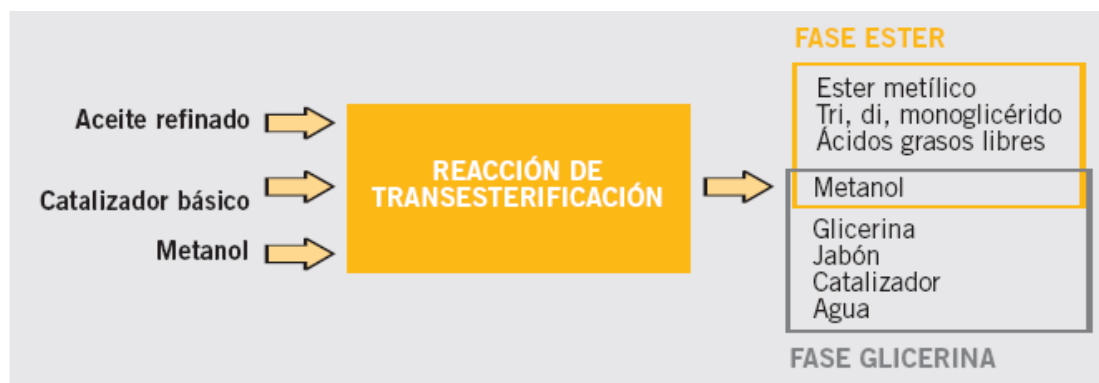 Aceite refinado
Catalizador básico
Metanol
REACCIÓN DE
TRANSESTERIFICACIÓN
FASE ESTER
Ester metílico
Tri, di, monoglicérido
Ácidos grasos libres
Metanol
Glicerina
Jabón
Catalizador
Agua
FASE GLICERINA